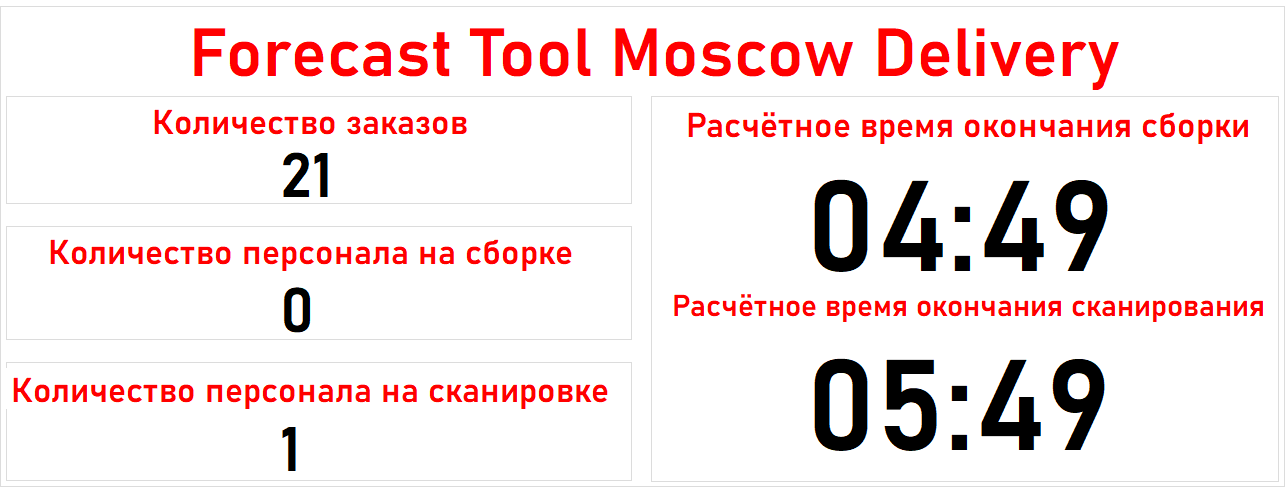 Forecast Tool Moscow Delivery
Количество заказов
21
Количество персонала на сборке
0
Количество персонала на сканировке
1
Расчётное время окончания сборки
04:49
Расчётное время окончания сканирования
05:49